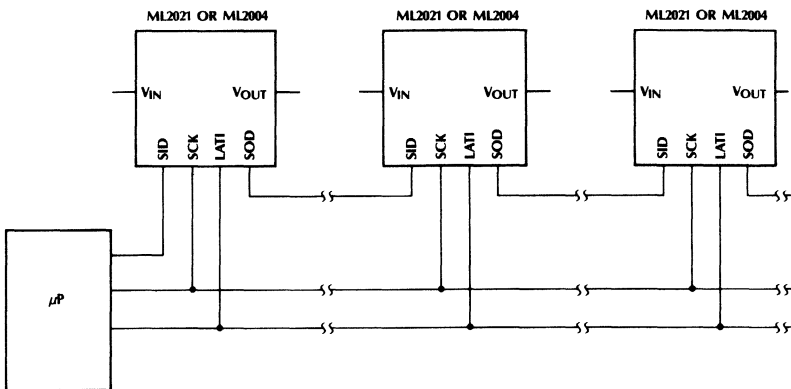 ML2021 OR ML2004 ML2021 OR ML2004 ML2021 OR ML2004
VIN VOUT VIN VOUT VIN VOUT
SID SCK LATI SOD SID SCK LATI SOD SID SCK LATI SOD
μP